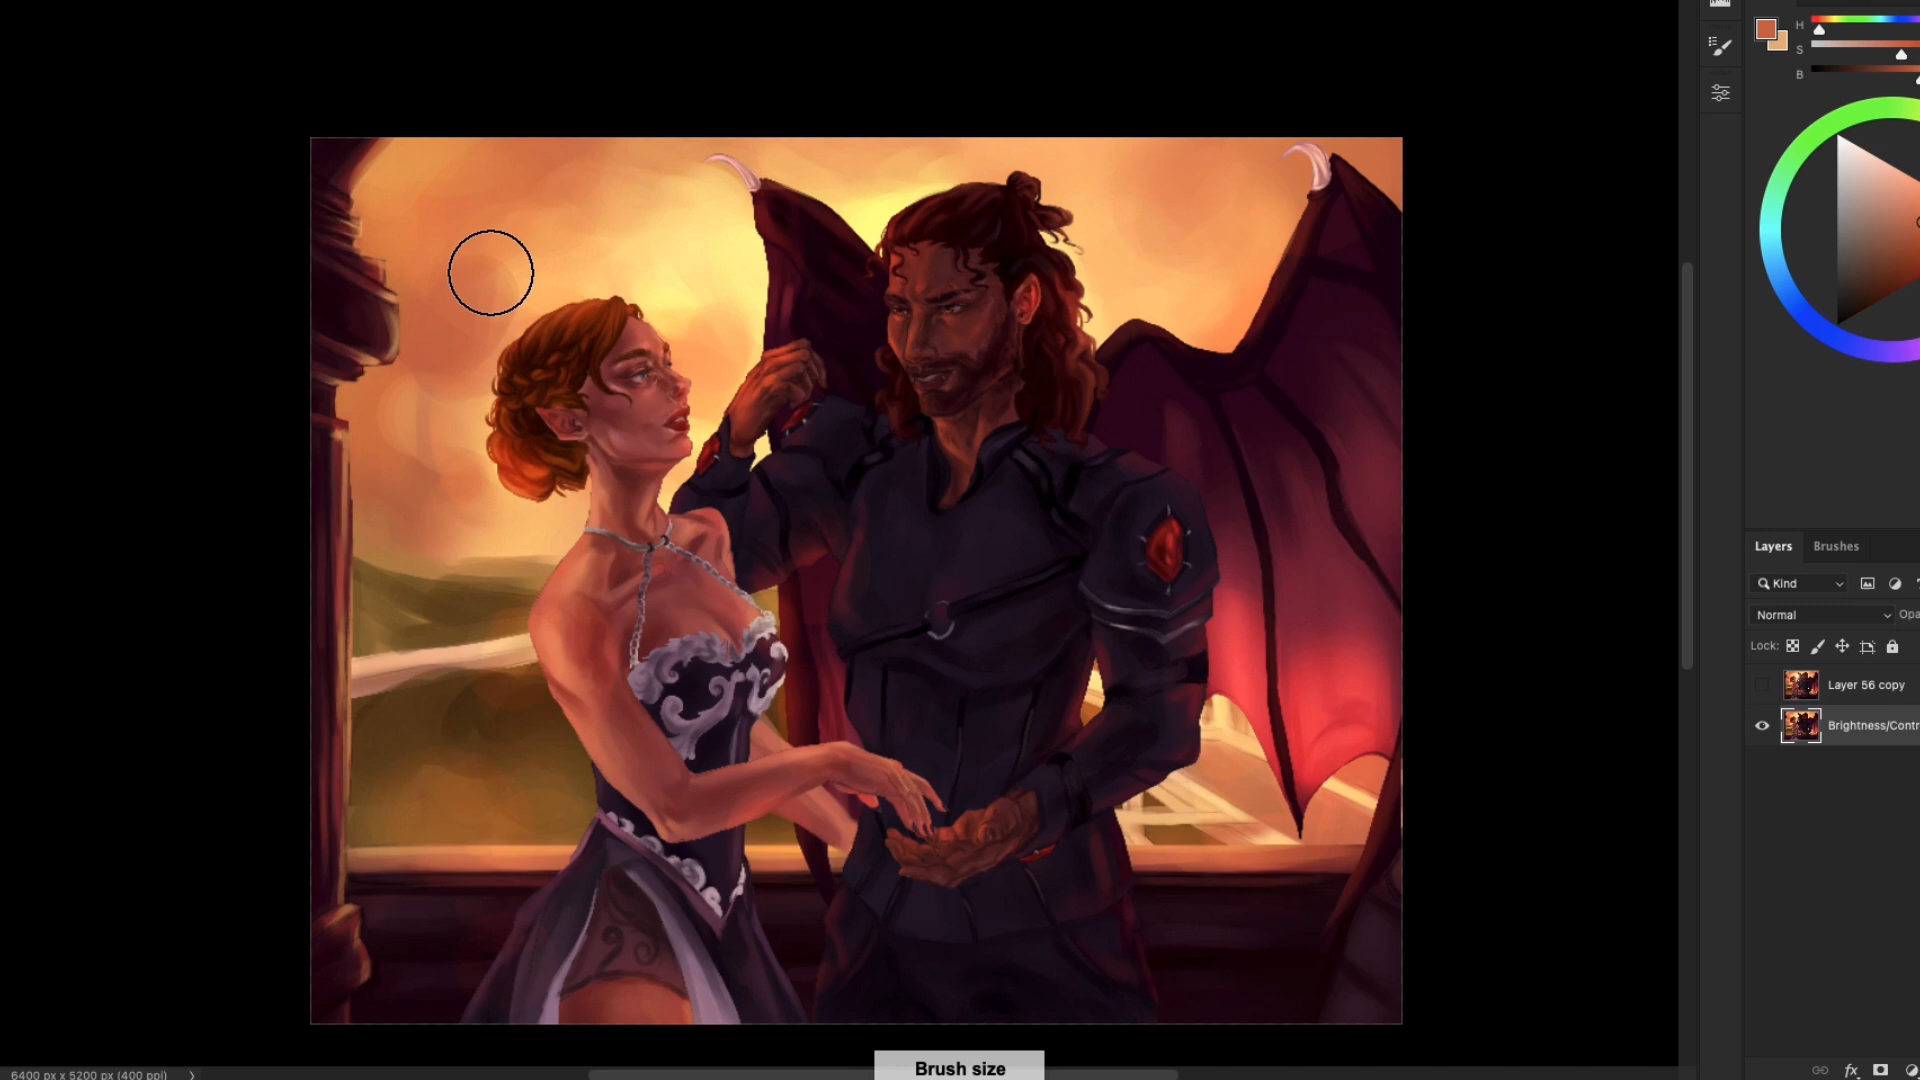 H
S
B
Layers Brushes
Kind
Normal Opa
Lock:
Layer 56 copy
Brightness/Contr
fx
6400 px x 5200 px (400 ppi)
Brush size